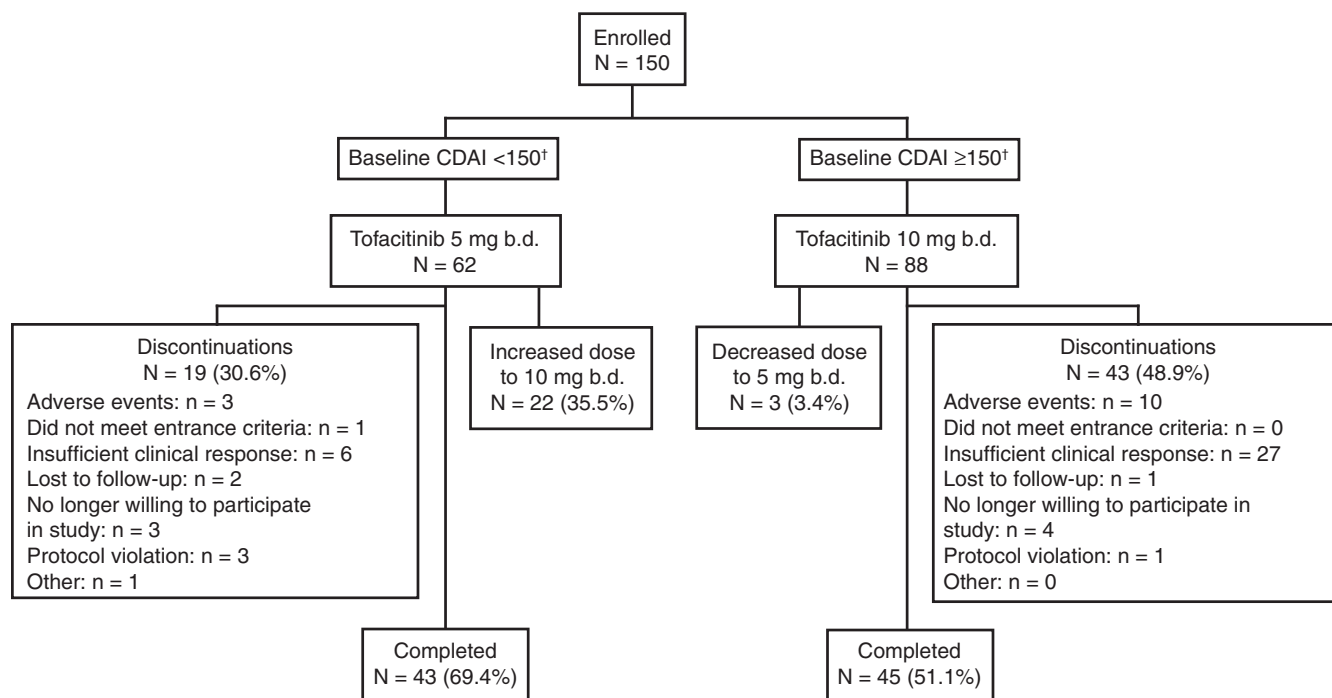 Enrolled
N = 150
Baseline CDAI <150†
Baseline CDAI ≥150†
Tofacitinib 5 mg b.d.
N = 62
Tofacitinib 10 mg b.d.
N = 88
Discontinuations
N = 19 (30.6%)
Adverse events: n = 3
Did not meet entrance criteria: n = 1
Insufficient clinical response: n = 6
Lost to follow-up: n = 2
No longer willing to participate
in study: n = 3
Protocol violation: n = 3
Other: n = 1
Increased dose
to 10 mg b.d.
N = 22 (35.5%)
Decreased dose
to 5 mg b.d.
N = 3 (3.4%)
Discontinuations
N = 43 (48.9%)
Adverse events: n = 10
Did not meet entrance criteria: n = 0
Insufficient clinical response: n = 27
Lost to follow-up: n = 1
No longer willing to participate in
study: n = 4
Protocol violation: n = 1
Other: n = 0
Completed
N = 43 (69.4%)
Completed
N = 45 (51.1%)